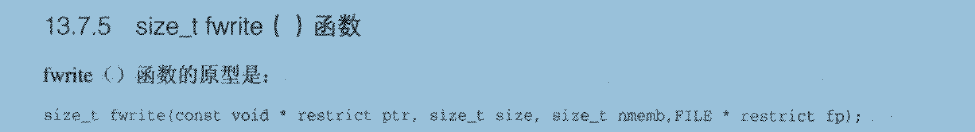 13.7.5 size_t fwrite（ ）函数
fwrite（）函数的原型是：
size_t fwrite(const void * restrict ptr, size_t size, size_t nmemb,FILE * restrict fp);